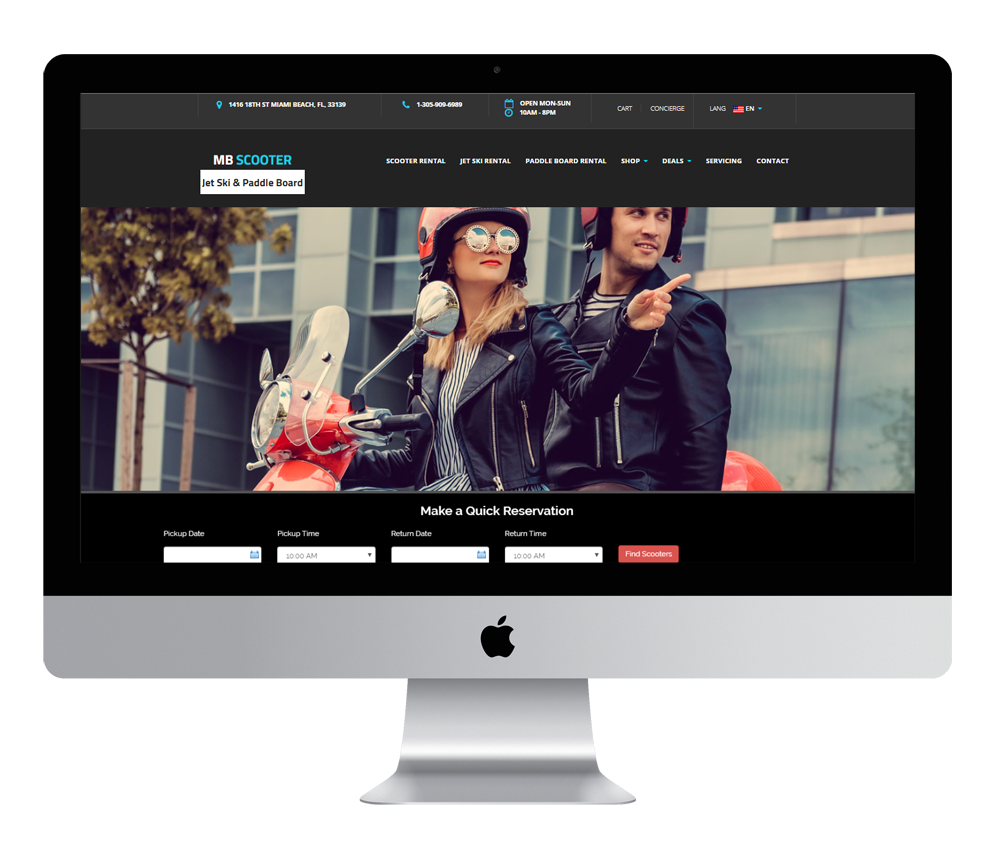 1416 18TH ST MIAMI BEACH, FL, 33139
1-305-909-6989
OPEN MON-SUN
10AM - 8PM
CART
CONCIERGE
LANG
EN
MB SCOOTER
Jet Ski & Paddle Board
SCOOTER RENTAL
JET SKI RENTAL
PADDLE BOARD RENTAL
SHOP
DEALS
SERVICING
CONTACT
Make a Quick Reservation
Pickup Date
Pickup Time
Return Date
Return Time
10:00 AM
10:00 AM
Find Scooters